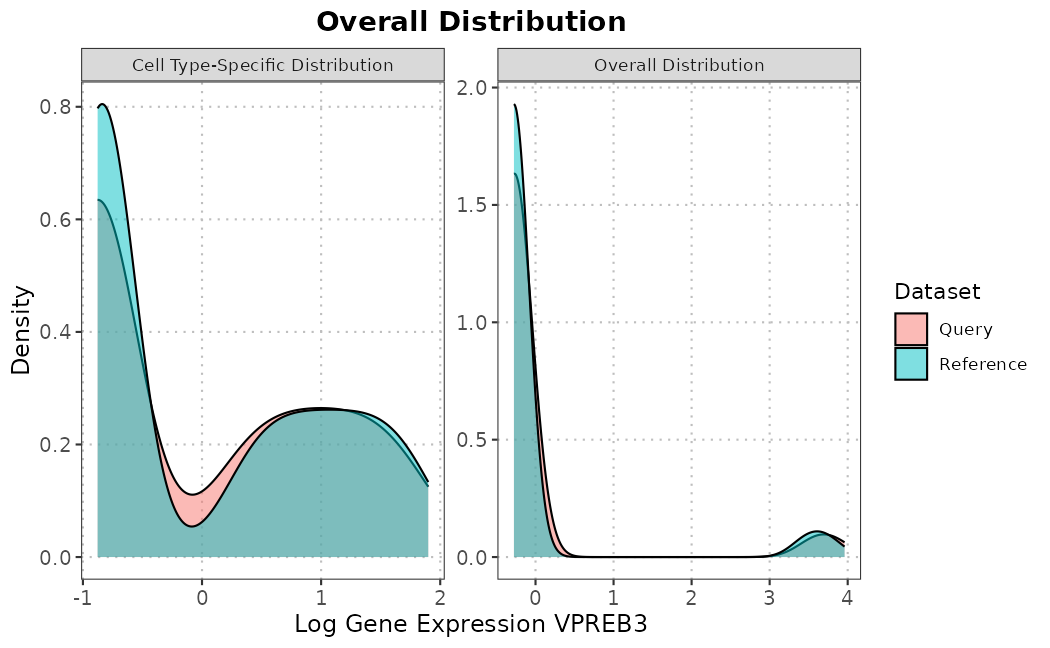 Overall Distribution
Cell Type-Specific Distribution
Overall Distribution
Density
0.8
0.6
0.4
0.2
0.0
2.0
1.5
1.0
0.5
0.0
-1 0 1 2
0 1 2 3 4
Log Gene Expression VPREB3
Dataset
Query
Reference